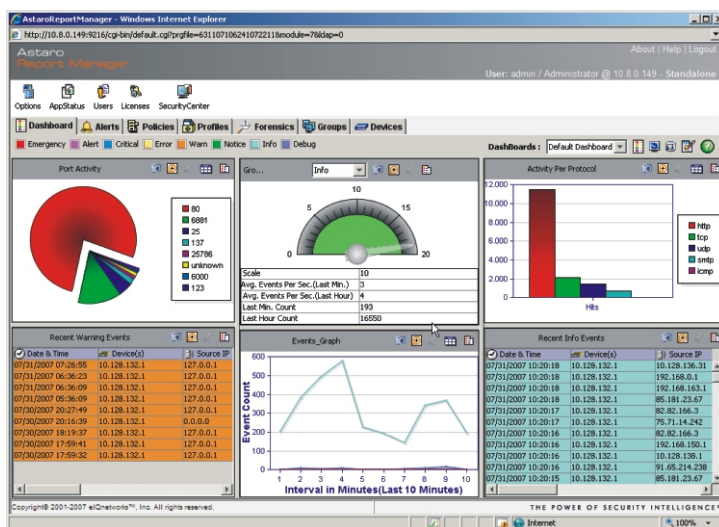 AstaroReportManager - Windows Internet Explorer
http://10.8.0.149:9216/cgi-bin/default.cgi?prgfile=6311071062410722118module=78ldap=0
Astaro
Report Manager
About | Help | Logout
User: admin / Administrator @ 10.8.0.149 - Standalone
Options AppStatus Users Licenses SecurityCenter
Dashboard Alerts Policies Profiles Forensics Groups Devices
Emergency Alert Critical Error Warn Notice Info Debug
DashBoards : Default Dashboard
Port Activity
80
6881
25
137
25786
unknown
6000
123
Gro... Info
0
5
10
15
20
Scale 10
Avg. Events Per Sec.(Last Min.) 3
Avg. Events Per Sec.(Last Hour) 4
Last Min. Count 193
Last Hour Count 16550
Activity Per Protocol
12.000
10.000
8.000
6.000
4.000
2.000
0
Hits
http
tcp
udp
smtp
icmp
Recent Warning Events
Date & Time Device(s) Source IP
07/31/2007 07:26:55 10.128.132.1 127.0.0.1
07/31/2007 06:36:23 10.128.132.1 127.0.0.1
07/31/2007 06:36:09 10.128.132.1 127.0.0.1
07/31/2007 05:36:09 10.128.132.1 127.0.0.1
07/30/2007 20:27:49 10.128.132.1 127.0.0.1
07/30/2007 20:16:39 10.128.132.1 0.0.0.0
07/30/2007 18:19:37 10.128.132.1 127.0.0.1
07/30/2007 17:59:41 10.128.132.1 127.0.0.1
07/30/2007 17:59:32 10.128.132.1 127.0.0.1
Events_Graph
Event Count
600
500
400
300
200
100
0
1 2 3 4 5 6 7 8 9 10
Interval in Minutes(Last 10 Minutes)
Recent Info Events
Date & Time Device(s) Source IP
07/31/2007 10:20:18 10.128.132.1 10.128.136.31
07/31/2007 10:20:18 10.128.132.1 192.168.0.1
07/31/2007 10:20:18 10.128.132.1 192.168.163.1
07/31/2007 10:20:18 10.128.132.1 85.181.23.67
07/31/2007 10:20:17 10.128.132.1 82.82.166.3
07/31/2007 10:20:17 10.128.132.1 75.71.14.242
07/31/2007 10:20:16 10.128.132.1 82.82.166.3
07/31/2007 10:20:16 10.128.132.1 192.168.150.1
07/31/2007 10:20:16 10.128.132.1 10.128.138.1
07/31/2007 10:20:16 10.128.132.1 91.65.214.238
07/31/2007 10:20:15 10.128.132.1 85.181.23.67
Copyright© 2001-2007 eIQnetworks™, Inc. All rights reserved.
THE POWER OF SECURITY INTELLIGENCE
Internet
100%